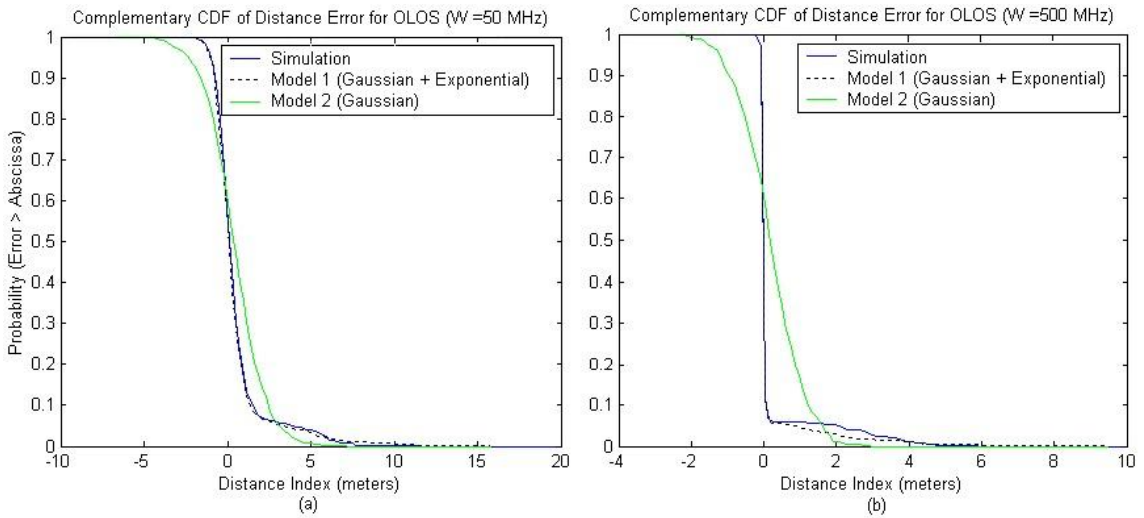 Complementary CDF of Distance Error for OLOS (W =50 MHz)
1
0.9
0.8
0.7
0.6
0.5
0.4
0.3
0.2
0.1
0
Probability (Error > Abscissa)
Simulation
Model 1 (Gaussian + Exponential)
Model 2 (Gaussian)
-10 -5 0 5 10 15 20
Distance Index (meters)
(a)
Complementary CDF of Distance Error for OLOS (W =500 MHz)
1
0.9
0.8
0.7
0.6
0.5
0.4
0.3
0.2
0.1
0
Simulation
Model 1 (Gaussian + Exponential)
Model 2 (Gaussian)
-4 -2 0 2 4 6 8 10
Distance Index (meters)
(b)